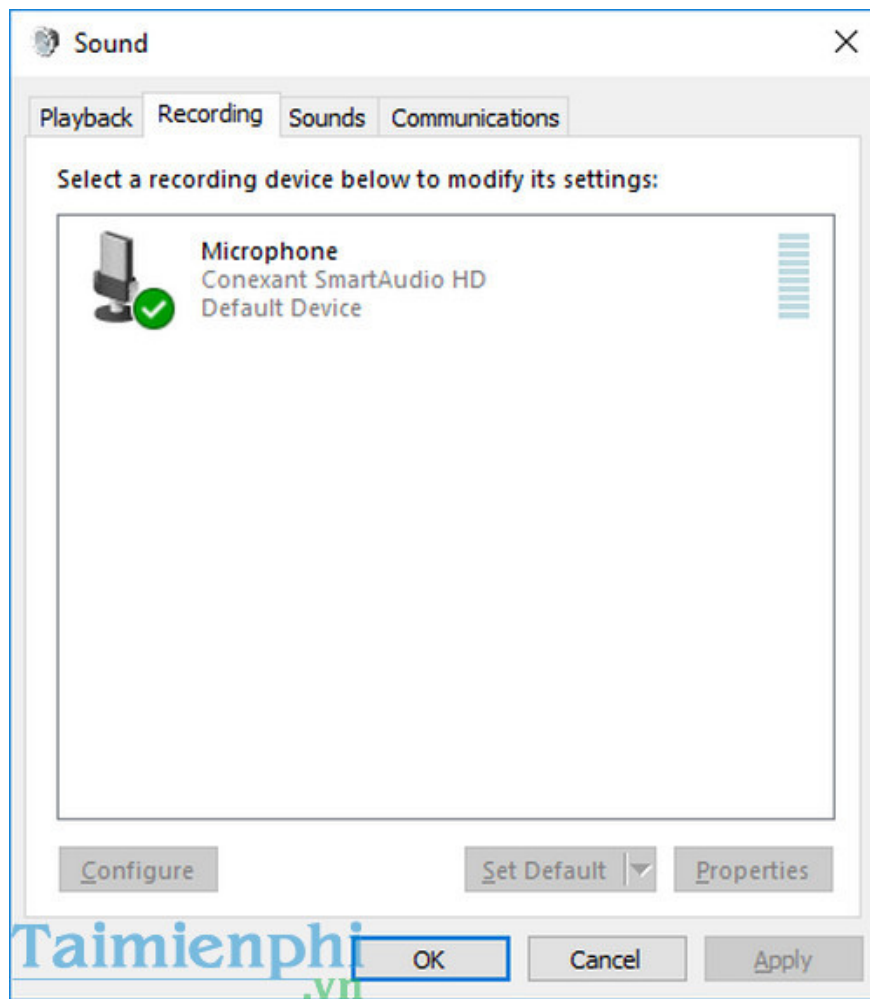 Sound
Playback Recording Sounds Communications
Select a recording device below to modify its settings:
Microphone
Conexant SmartAudio HD
Default Device
Configure Set Default Properties
Taimienphi
.vn
OK Cancel Apply